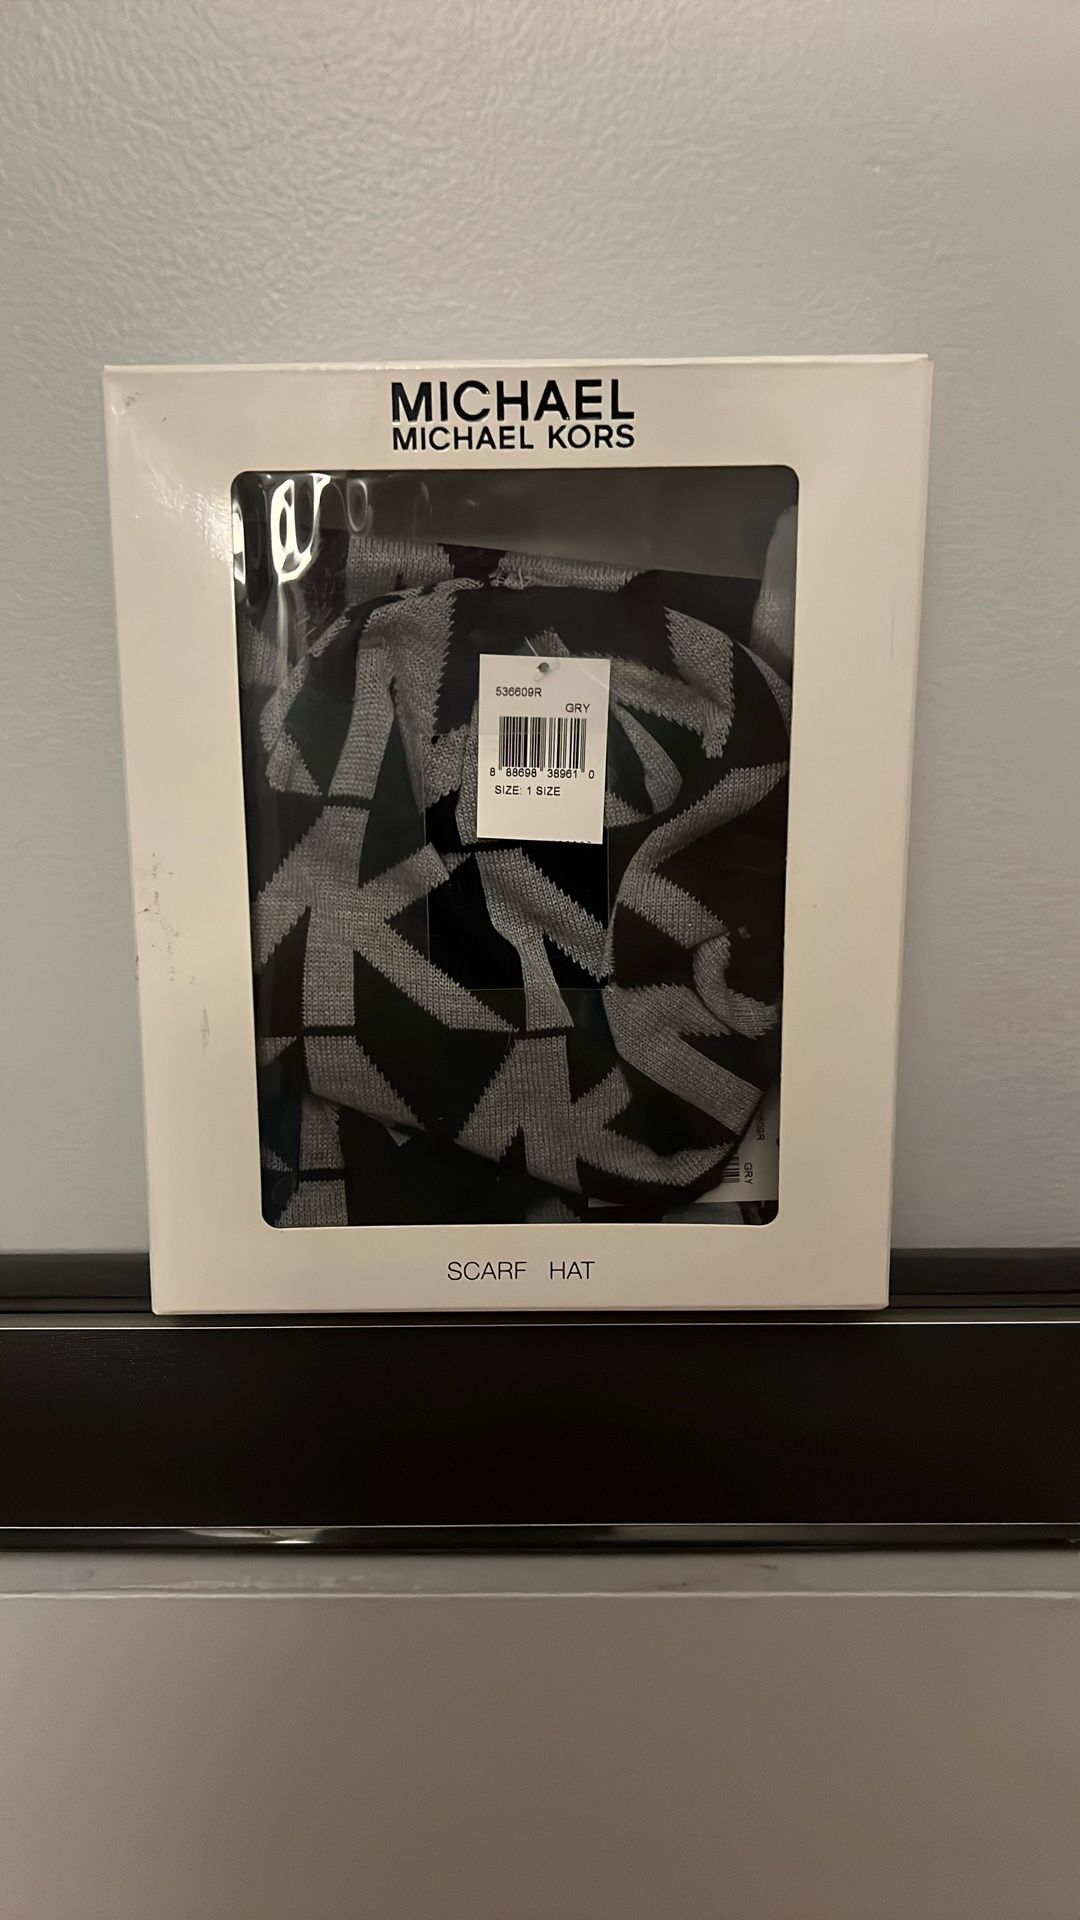 MICHAEL
MICHAEL KORS
536609R
GRY
8 88698 38961 0
SIZE: 1 SIZE
GRY
SCARF HAT